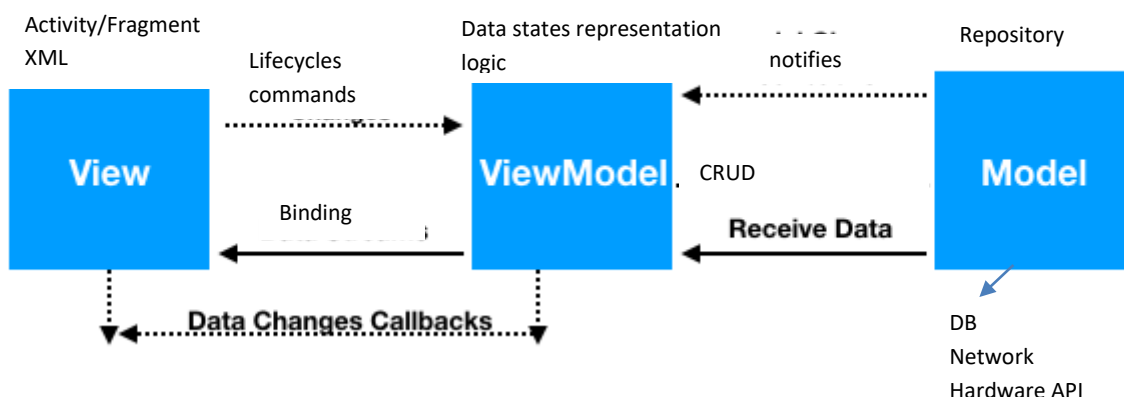 Activity/Fragment
XML
Lifecycles
commands
Data states representation
logic
notifies
Repository
View
ViewModel
CRUD
Model
Binding
Receive Data
Data Changes Callbacks
DB
Network
Hardware API